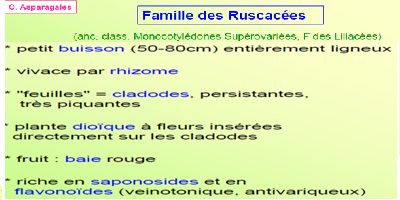 C. Asparagales
Famille des Ruscacées
(anc. class. Monocotylédones Supérovariées, F des Liliacées)
* petit buisson (50-80cm) entièrement ligneux
* vivace par rhizome
* "feuilles" = cladodes, persistantes,
très piquantes
* plante dioïque à fleurs insérées
directement sur les cladodes
* fruit : baie rouge
* riche en saponosides et en
flavonoïdes (veinotonique, antivariqueux)